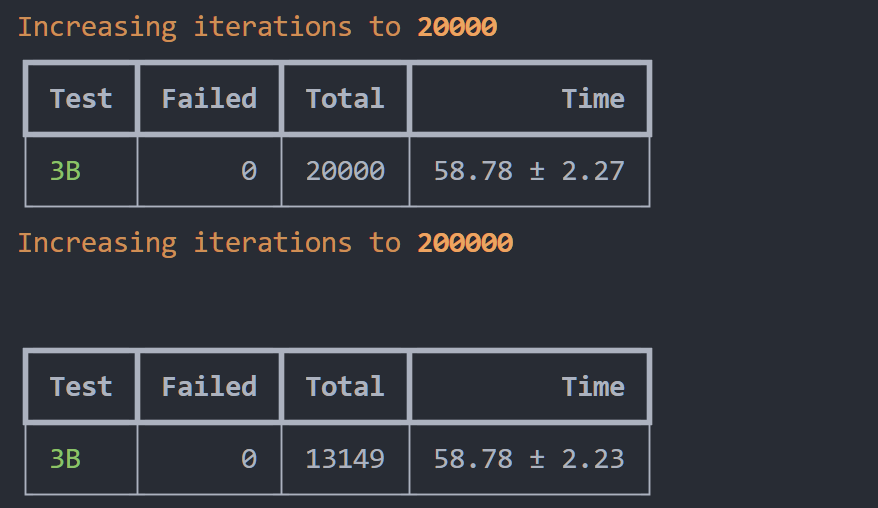 Increasing iterations to 20000
Test Failed Total Time
3B 0 20000 58.78 ± 2.27
Increasing iterations to 200000
Test Failed Total Time
3B 0 13149 58.78 ± 2.23